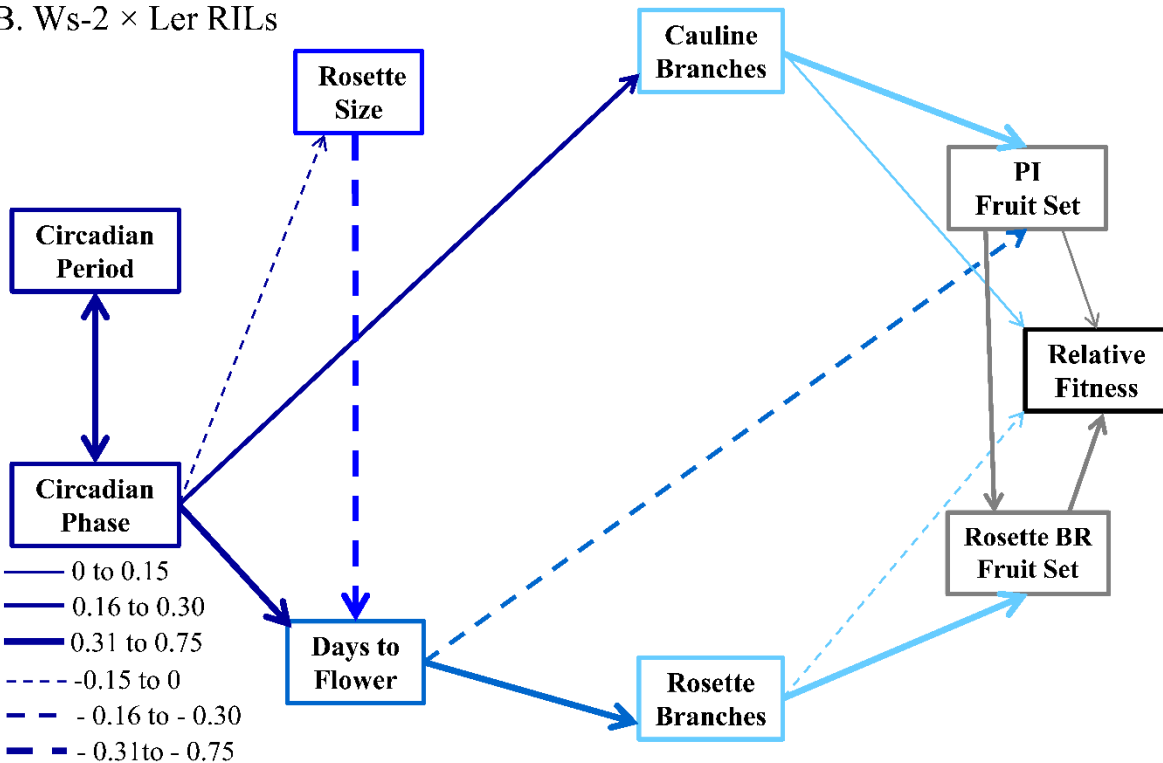 B. Ws-2 × Ler RILs
Rosette
Size
Cauline
Branches
PI
Fruit Set
Circadian
Period
Relative
Fitness
Circadian
Phase
Rosette BR
Fruit Set
Days to
Flower
Rosette
Branches
0 to 0.15
0.16 to 0.30
0.31 to 0.75
-0.15 to 0
- 0.16 to - 0.30
- 0.31to - 0.75